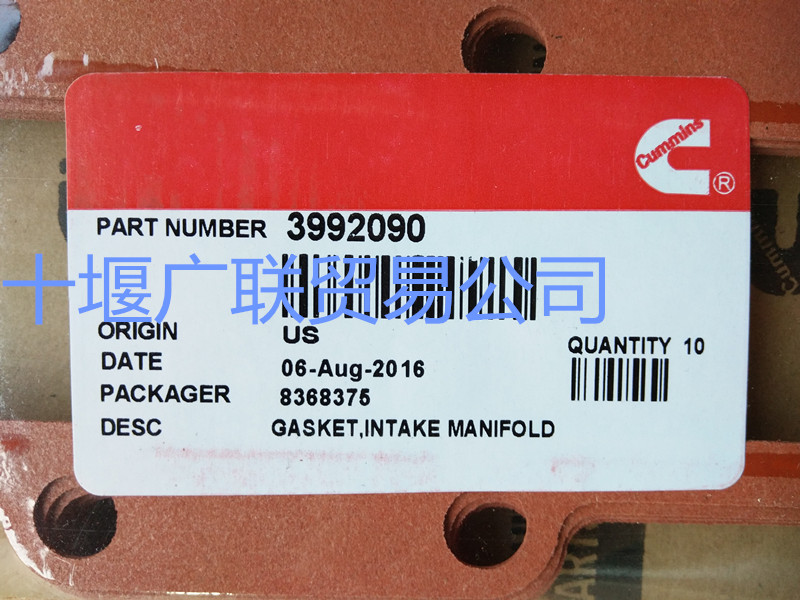 Cummins
®
PART NUMBER 3992090
十堰广联贸易公司
ORIGIN US
QUANTITY 10
DATE 06-Aug-2016
PACKAGER 8368375
DESC GASKET,INTAKE MANIFOLD
Cummins